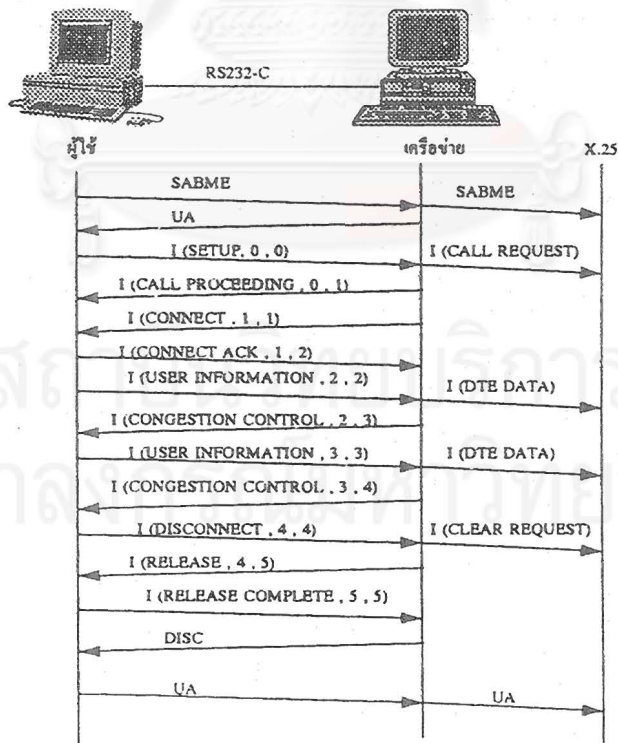 RS232-C
ผู้ใช้ เครือข่าย X.25
SABME SABME
UA
I (SETUP, 0 , 0) I (CALL REQUEST)
I (CALL PROCEEDING , 0 , 1)
I (CONNECT , 1 , 1)
I (CONNECT ACK , 1 , 2)
I (USER INFORMATION , 2 , 2) I (DTE DATA)
I (CONGESTION CONTROL , 2 , 3)
I (USER INFORMATION , 3 , 3) I (DTE DATA)
I (CONGESTION CONTROL , 3 , 4)
I (DISCONNECT , 4 , 4) I (CLEAR REQUEST)
I (RELEASE , 4 , 5)
I (RELEASE COMPLETE , 5 , 5)
DISC
UA UA